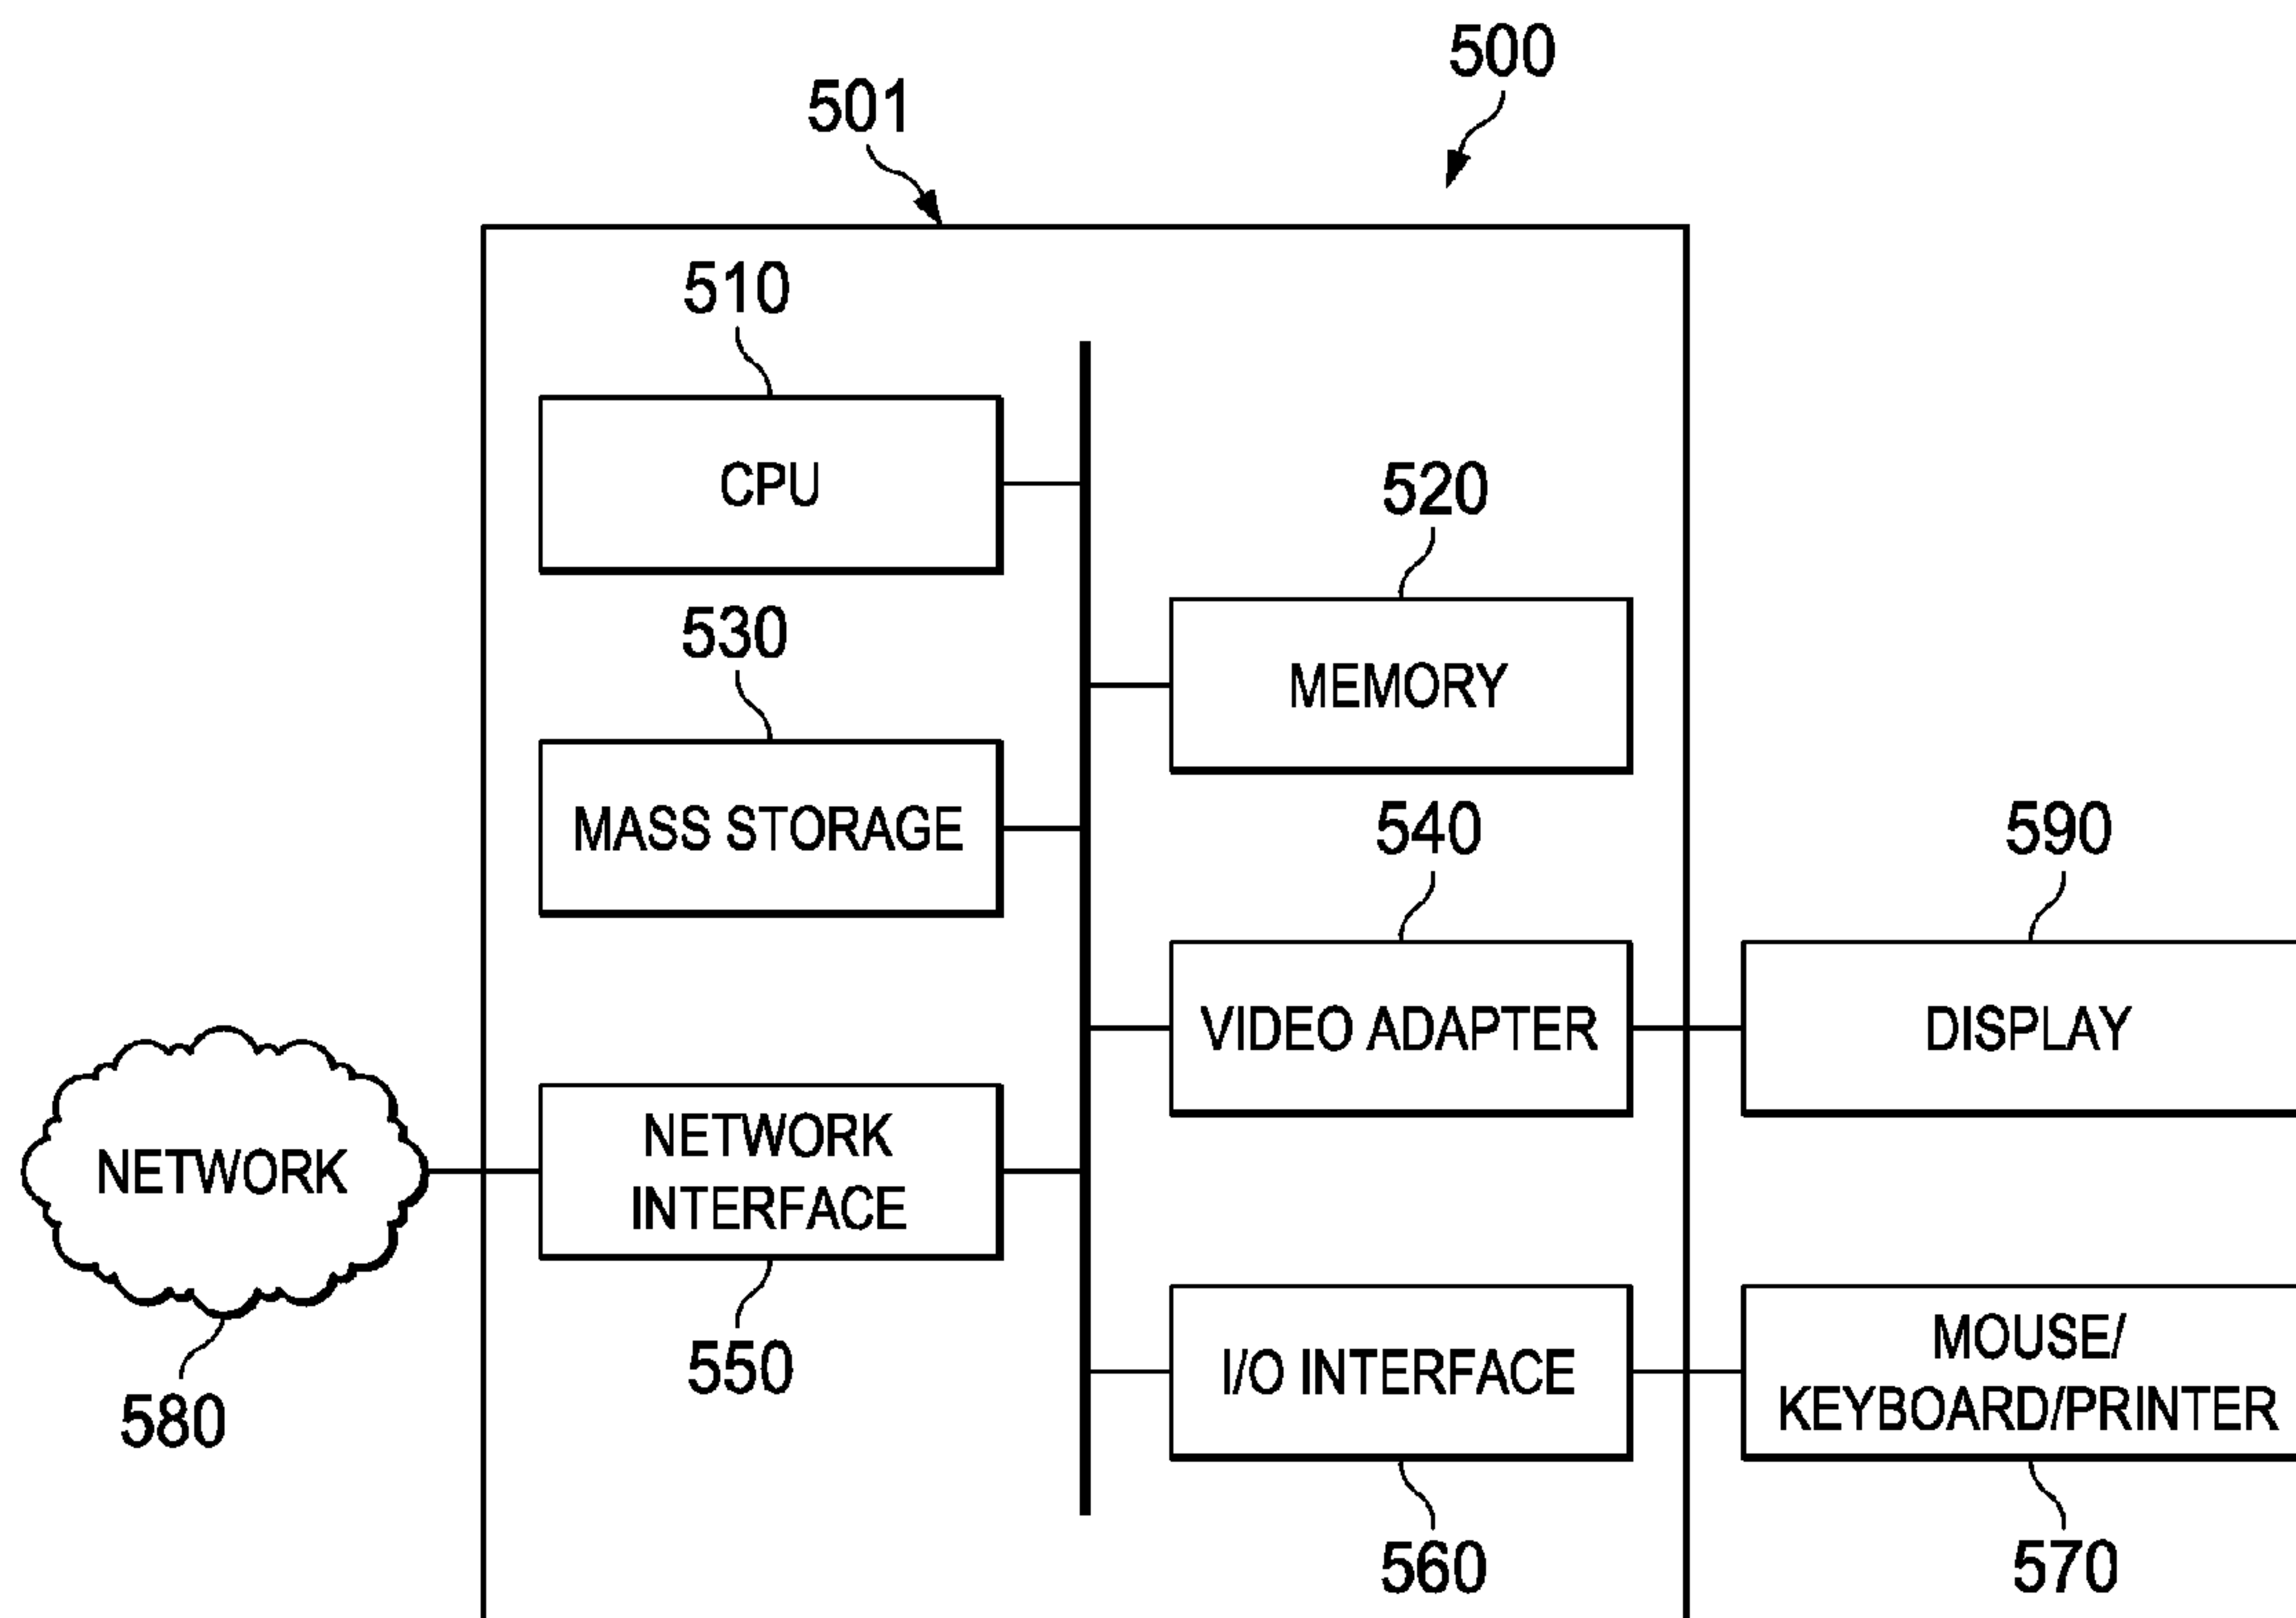 500
501
510
CPU
520
530
MEMORY
MASS STORAGE
540
590
VIDEO ADAPTER
DISPLAY
NETWORK
NETWORK
INTERFACE
550
580
I/O INTERFACE
MOUSE/
KEYBOARD/PRINTER
560
570